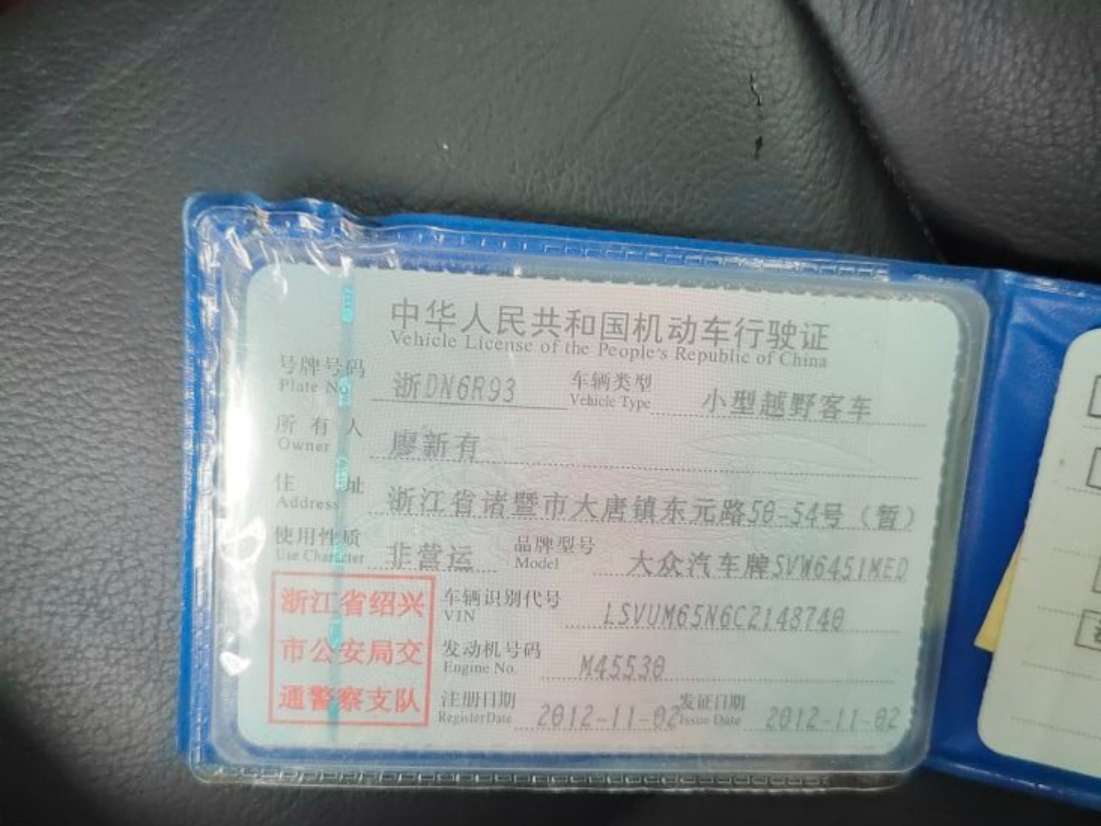 中华人民共和国机动车行驶证
Vehicle License of the People's Republic of China
号牌号码 浙DN6R93 车辆类型 小型越野客车
Plate No. Vehicle Type
所有人 廖新有
Owner
住址 浙江省诸暨市大唐镇东元路50-54号（暂）
Address
使用性质 非营运 品牌型号 大众汽车牌SVW6451MED
Use Character Model
浙江省绍兴
市公安局交
通警察支队
车辆识别代号 LSVUM65N6C2148740
VIN
发动机号码 M45530
Engine No.
注册日期 2012-11-02 发证日期 2012-11-02
Register Date Issue Date